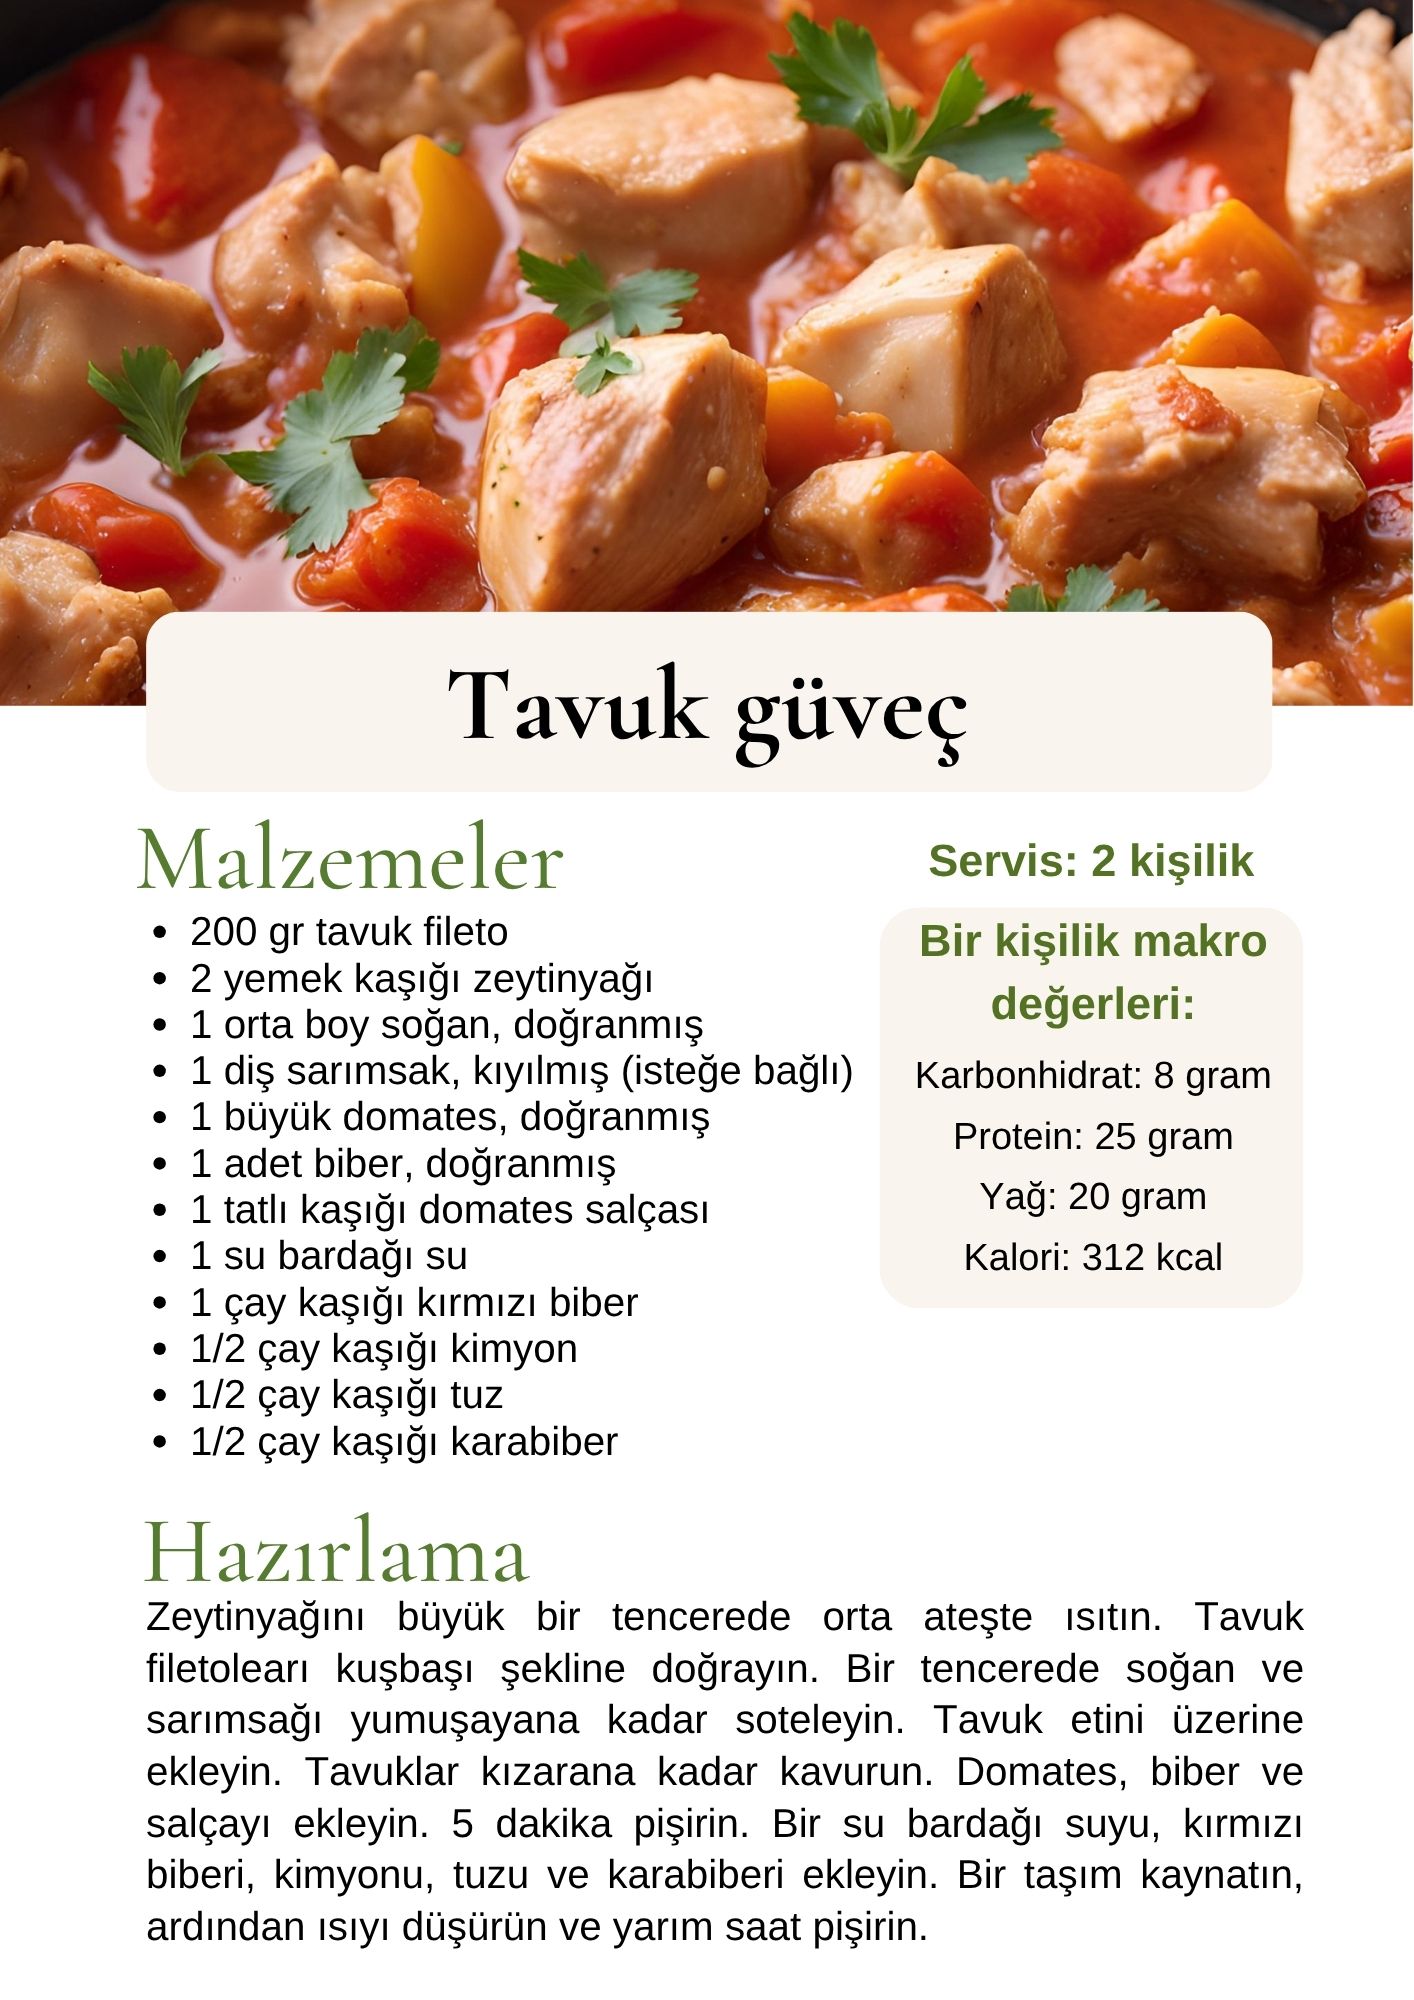 Tavuk güveç
Malzemeler
200 gr tavuk fileto
2 yemek kaşığı zeytinyağı
1 orta boy soğan, doğranmış
1 diş sarımsak, kıyılmış (isteğe bağlı)
1 büyük domates, doğranmış
1 adet biber, doğranmış
1 tatlı kaşığı domates salçası
1 su bardağı su
1 çay kaşığı kırmızı biber
1/2 çay kaşığı kimyon
1/2 çay kaşığı tuz
1/2 çay kaşığı karabiber
Servis: 2 kişilik
Bir kişilik makro
değerleri:
Karbonhidrat: 8 gram
Protein: 25 gram
Yağ: 20 gram
Kalori: 312 kcal
Hazırlama
Zeytinyağını büyük bir tencerede orta ateşte ısıtın. Tavuk
filetoleları kuşbaşı şekline doğrayın. Bir tencerede soğan ve
sarımsağı yumuşayana kadar soteleyin. Tavuk etini üzerine
ekleyin. Tavuklar kızarana kadar kavurun. Domates, biber ve
salçayı ekleyin. 5 dakika pişirin. Bir su bardağı suyu, kırmızı
biberi, kimyonu, tuzu ve karabiberi ekleyin. Bir taşım kaynatın,
ardından ısıyı düşürün ve yarım saat pişirin.